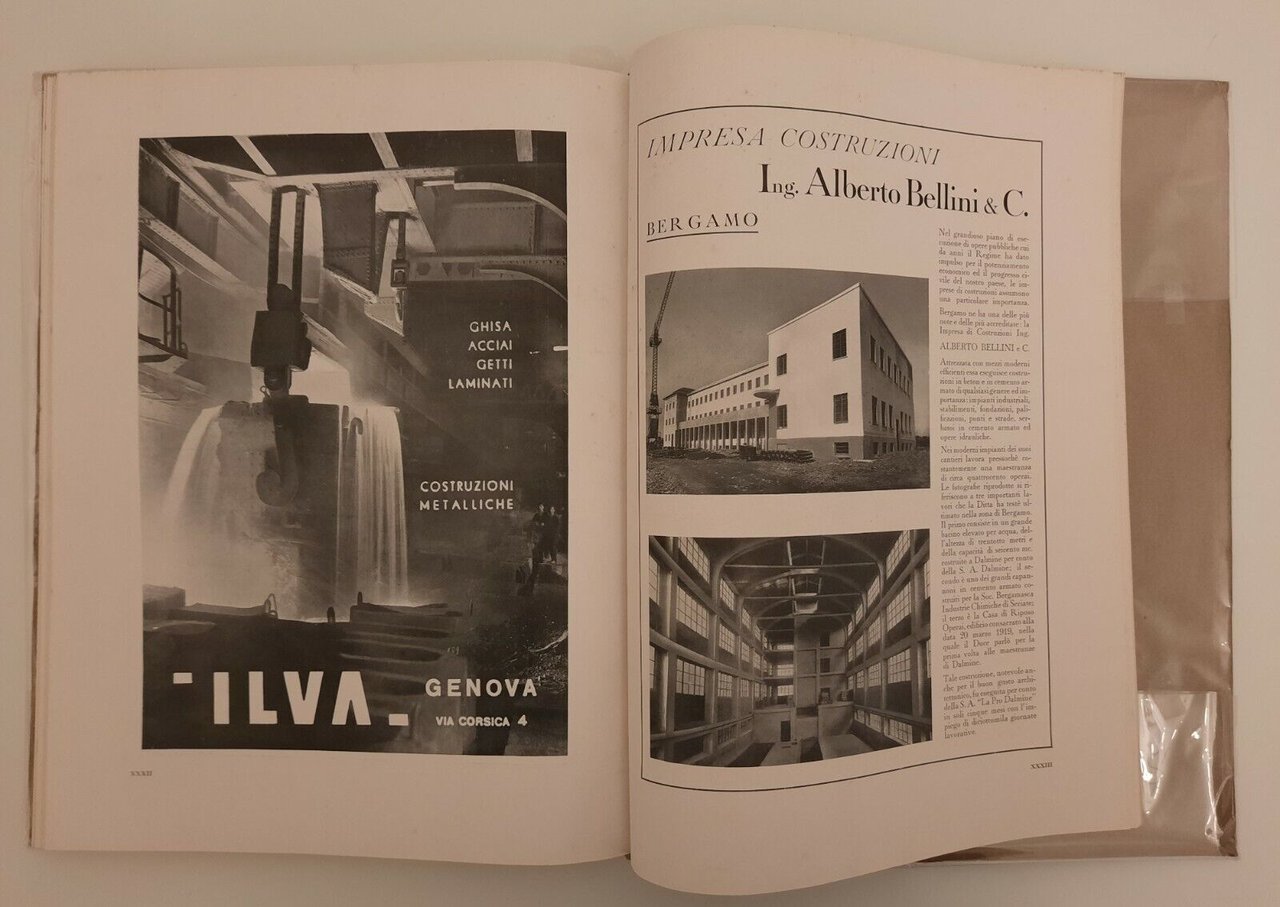 GHISA
ACCIAI
GETTI
LAMINATI
COSTRUZIONI
METALLICHE
ILVA
GENOVA
VIA CORSICA 4
XXXII
IMPRESA COSTRUZIONI
Ing. Alberto Bellini & C.
BERGAMO
Nel grandioso piano di ese-
cuzione di opere pubbliche cui
da anni il Regime ha dato
impulso per il potenziamento
economico ed il progresso ci-
vile del nostro paese, le im-
prese di costruzioni assumono
una particolare importanza.
Bergamo ne ha una delle più
note e delle più accreditate: la
Impresa di Costruzioni Ing.
ALBERTO BELLINI e C.
Attrezzata con mezzi moderni
efficienti essa eseguisce costru-
zioni in beton e in cemento ar-
mato di qualsiasi genere ed im-
portanza: impianti industriali,
stabilimenti, fondazioni, pali-
ficazioni, ponti e strade, ser-
batoi in cemento armato ed
opere idrauliche.
Nei moderni impianti dei suoi
cantieri lavora pressochè co-
stantemente una maestranza
di circa quattrocento operai.
Le fotografie riprodotte si ri-
feriscono a tre importanti la-
vori che la Ditta ha testè ul-
timato nella zona di Bergamo.
Il primo consiste in un grande
bacino elevato per acqua, del-
l'altezza di trentotto metri e
della capacità di seicento mc.
costruito a Dalmine per conto
della S. A. Dalmine; il se-
condo è uno dei grandi capan-
noni in cemento armato co-
struiti per la Soc. Bergamasca
Industrie Chimiche di Seriate;
il terzo è la Casa di Riposo
Operai, edificio consacrato alla
data 20 marzo 1919, nella
quale il Duce parlò per la
prima volta alle maestranze
di Dalmine.
Tale costruzione, notevole an-
che per il buon gusto archi-
tettonico, fu eseguita per conto
della S. A. "La Pro Dalmine"
in soli cinque mesi con l'im-
piego di diciottomila giornate
lavorative.
XXXIII